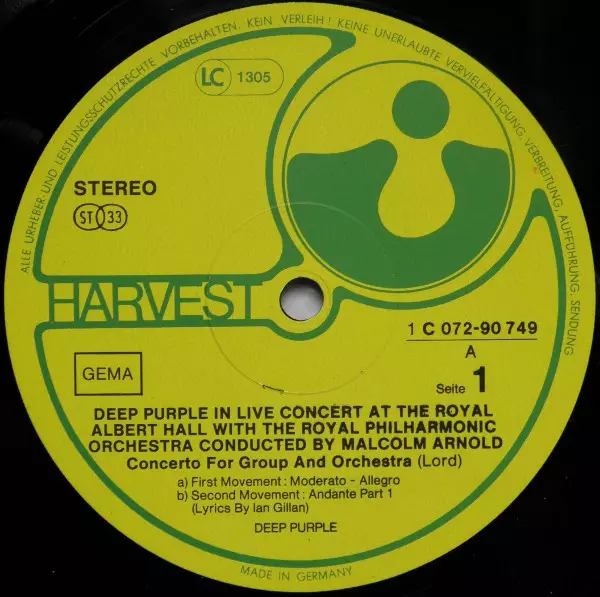 ALLE URHEBER- UND LEISTUNGSSCHUTZRECHTE VORBEHALTEN. KEIN VERLEIH! KEINE UNERLAUBTE VERVIELFÄLTIGUNG, VERBREITUNG, AUFFÜHRUNG, SENDUNG
LC 1305
STEREO
ST 33
HARVEST
1 C 072-90 749
A
Seite 1
GEMA
DEEP PURPLE IN LIVE CONCERT AT THE ROYAL
ALBERT HALL WITH THE ROYAL PHILHARMONIC
ORCHESTRA CONDUCTED BY MALCOLM ARNOLD
Concerto For Group And Orchestra (Lord)
a) First Movement: Moderato - Allegro
b) Second Movement: Andante Part 1
(Lyrics By Ian Gillan)
DEEP PURPLE
MADE IN GERMANY